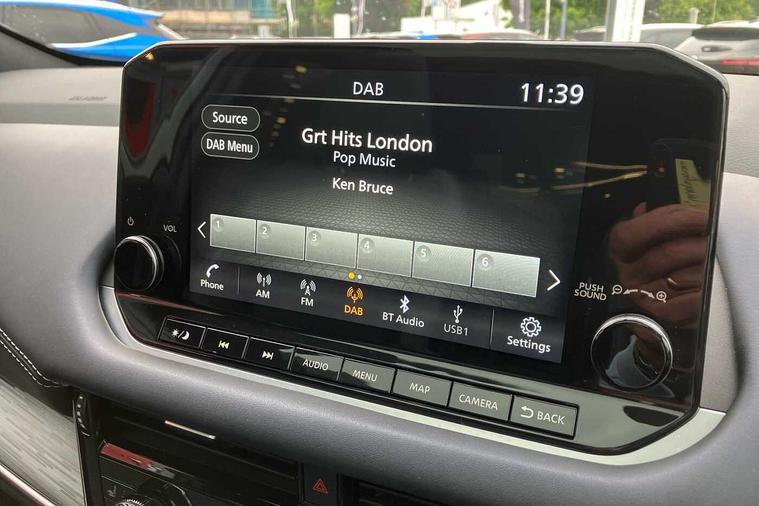 DAB
11:39
Source
Grt Hits London
DAB Menu
Pop Music
Ken Bruce
1 2 3 4 5 6
Phone
AM
FM
DAB
BT Audio
USB1
Settings
VOL
PUSH
SOUND
AUDIO
MENU
MAP
CAMERA
BACK